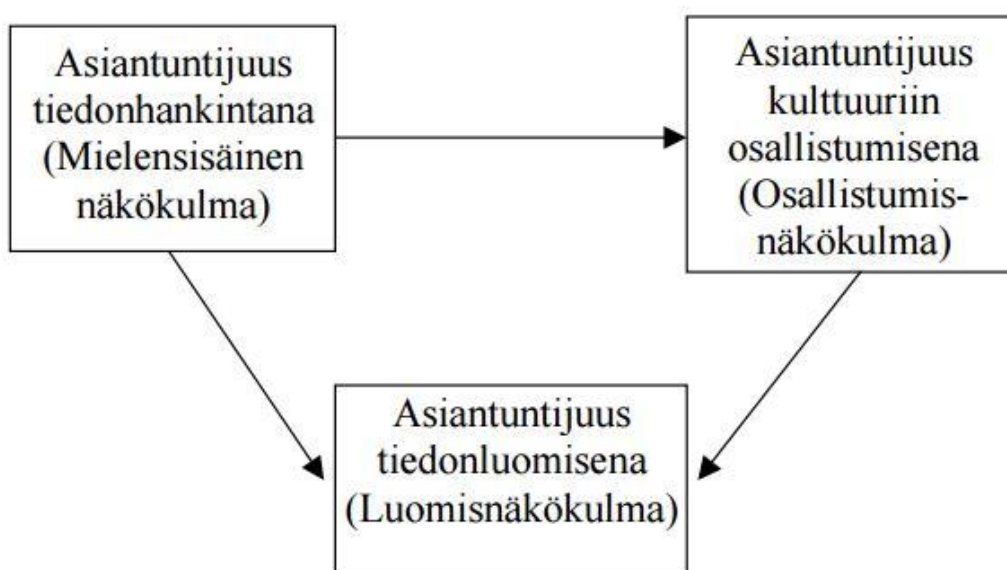 Asiantuntijuus
tiedonhankintana
(Mielensisäinen
näkökulma)
Asiantuntijuus
kulttuuriin
osallistumisena
(Osallistumis-
näkökulma)
Asiantuntijuus
tiedonluomisena
(Luomisnäkökulma)